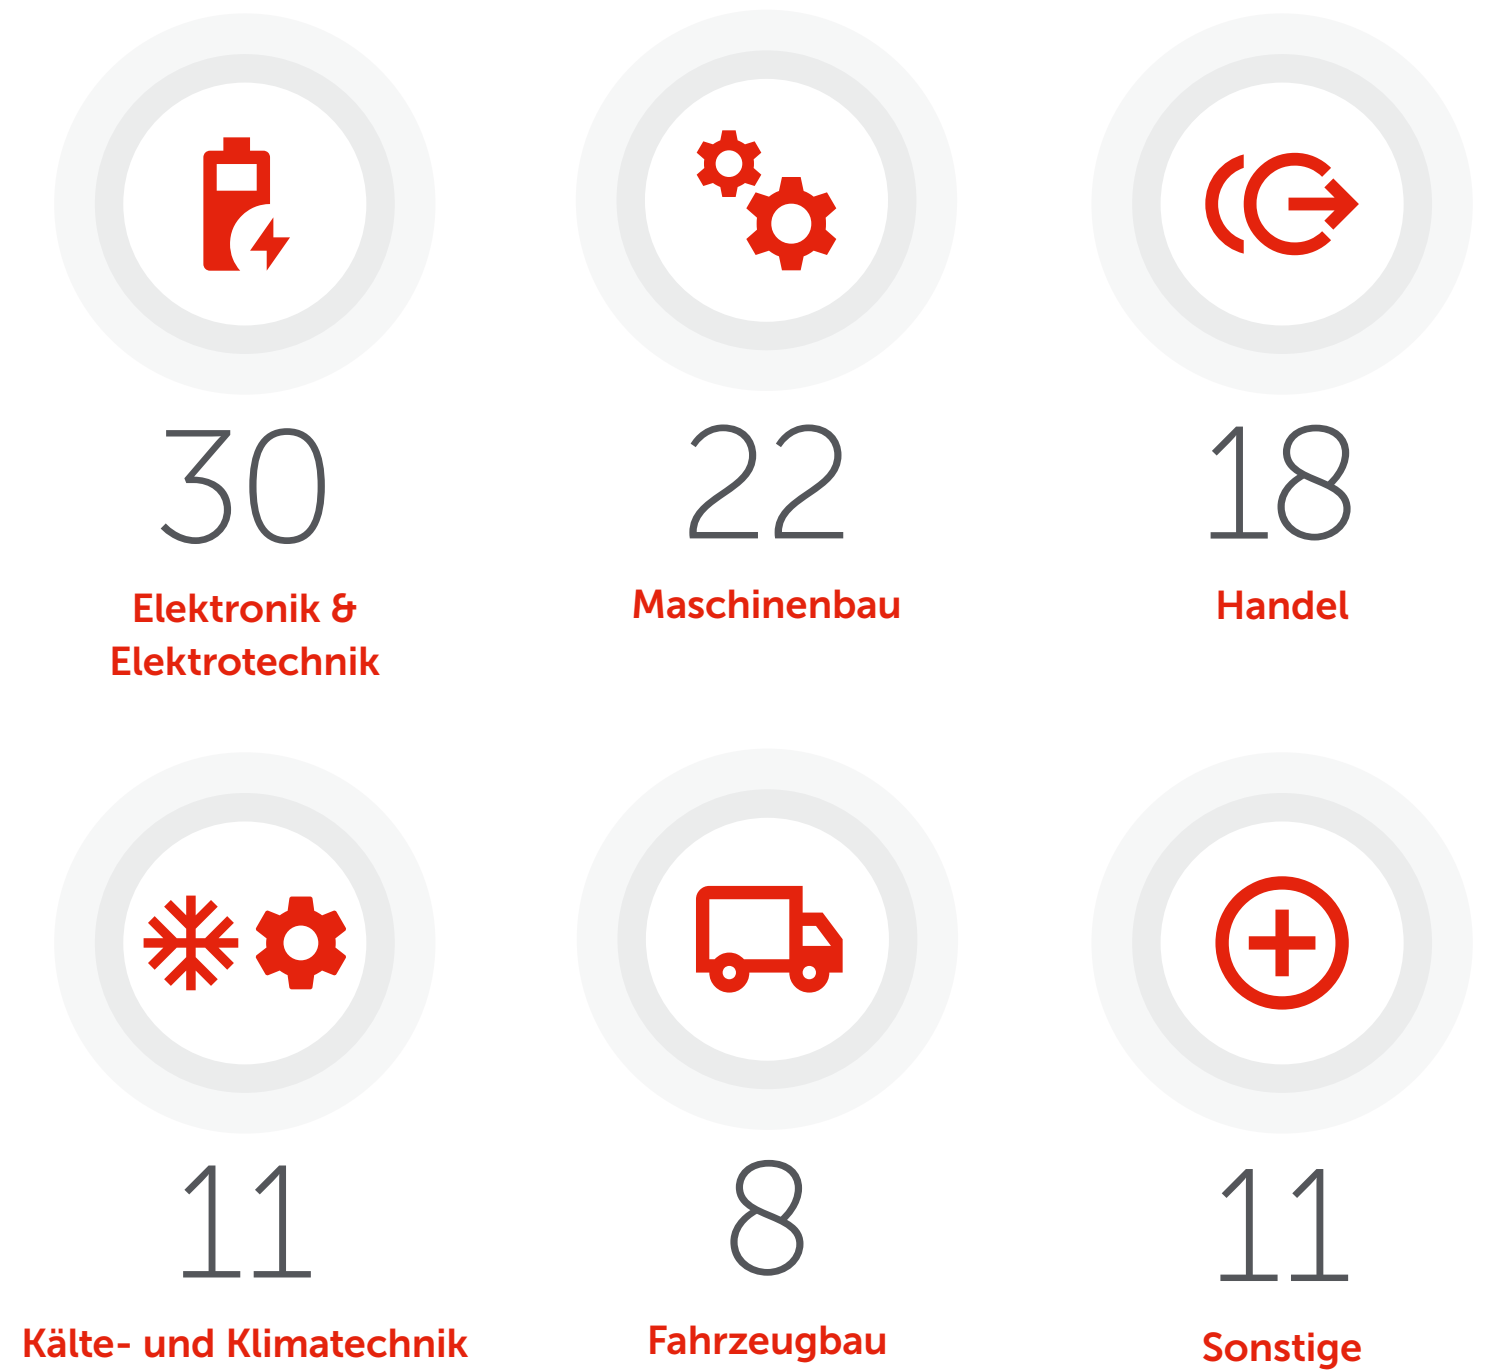 30
Elektronik &
Elektrotechnik
22
Maschinenbau
18
Handel
11
Kälte- und Klimatechnik
8
Fahrzeugbau
11
Sonstige